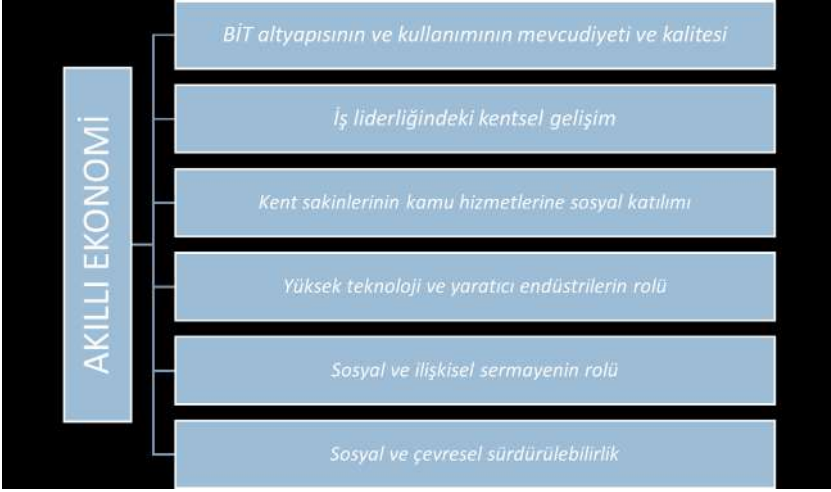 AKILLI EKONOMİ
BİT altyapısının ve kullanımının mevcudiyeti ve kalitesi
İş liderliğindeki kentsel gelişim
Kent sakinlerinin kamu hizmetlerine sosyal katılımı
Yüksek teknoloji ve yaratıcı endüstrilerin rolü
Sosyal ve ilişkisel sermayenin rolü
Sosyal ve çevresel sürdürülebilirlik